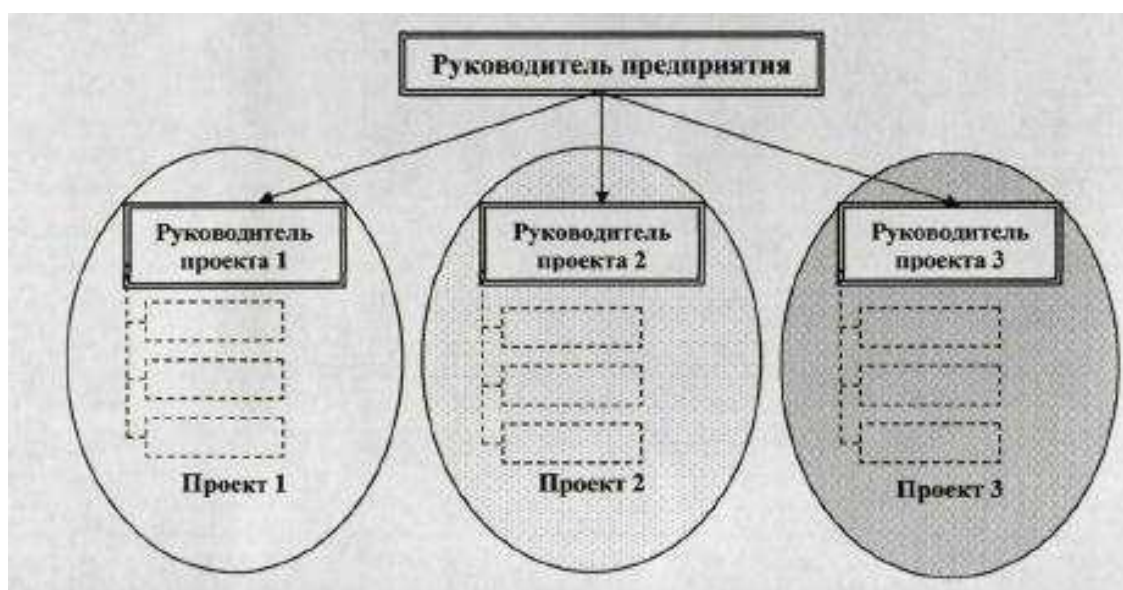 Руководитель предприятия
Руководитель
проекта 1
Руководитель
проекта 2
Руководитель
проекта 3
Проект 1
Проект 2
Проект 3